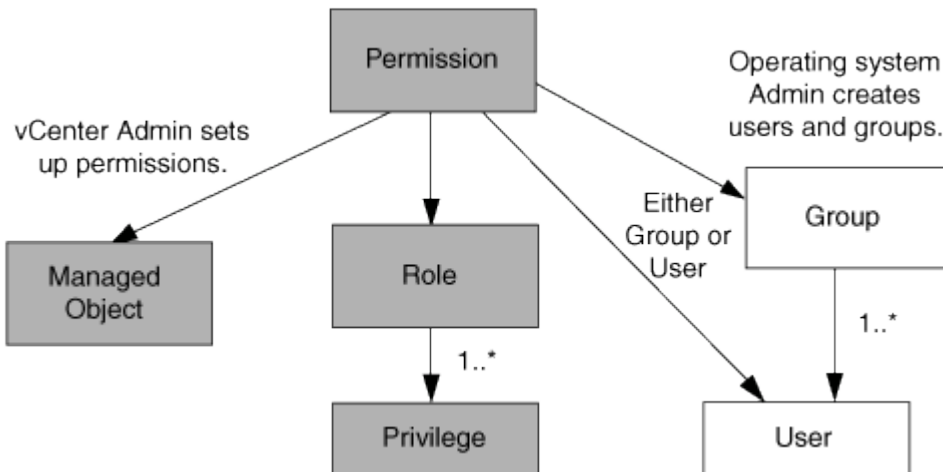 Permission
vCenter Admin sets
up permissions.
Operating system
Admin creates
users and groups.
Either
Group or
User
Group
Managed
Object
Role
1..*
1..*
Privilege
User